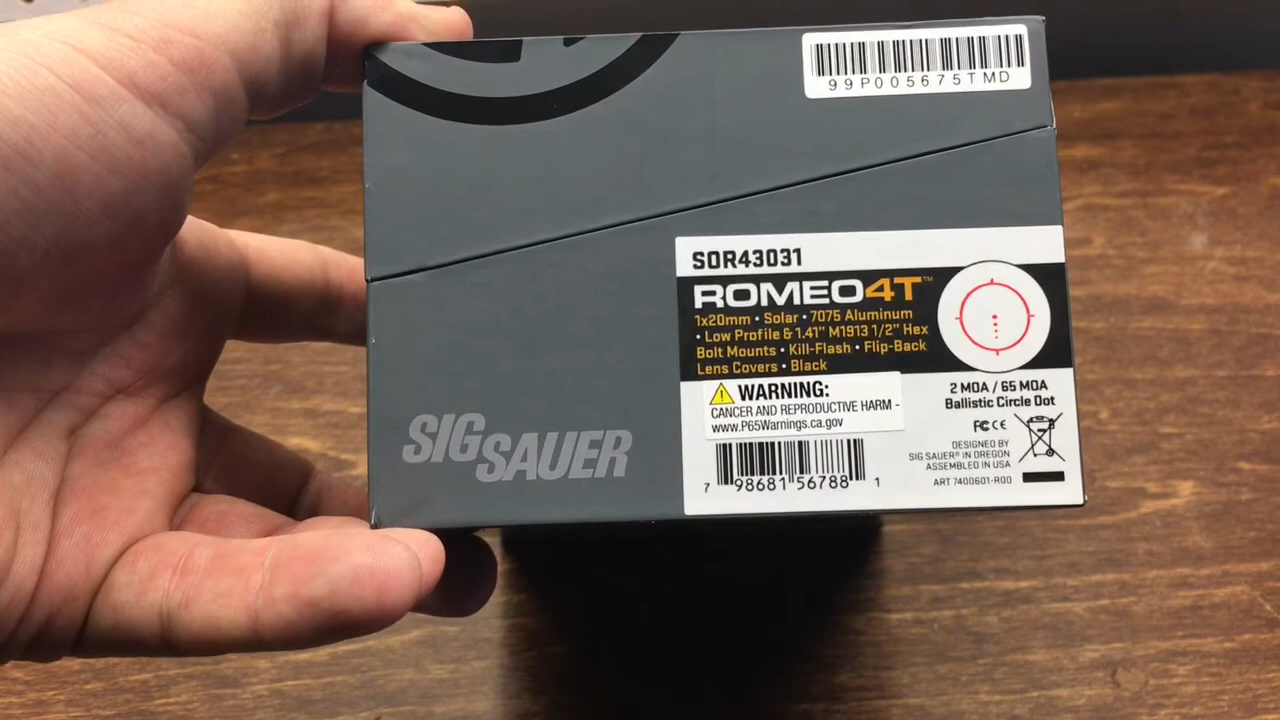 99P005675TMD
SOR43031
ROMEO4T™
1x20mm • Solar • 7075 Aluminum
• Low Profile & 1.41" M1913 1/2" Hex
Bolt Mounts • Kill-Flash • Flip-Back
Lens Covers • Black
WARNING:
CANCER AND REPRODUCTIVE HARM -
www.P65Warnings.ca.gov
2 MOA / 65 MOA
Ballistic Circle Dot
FC CE
DESIGNED BY
SIG SAUER® IN OREGON
ASSEMBLED IN USA
ART 7400601-R00
7 98681 56788 1
SIG SAUER